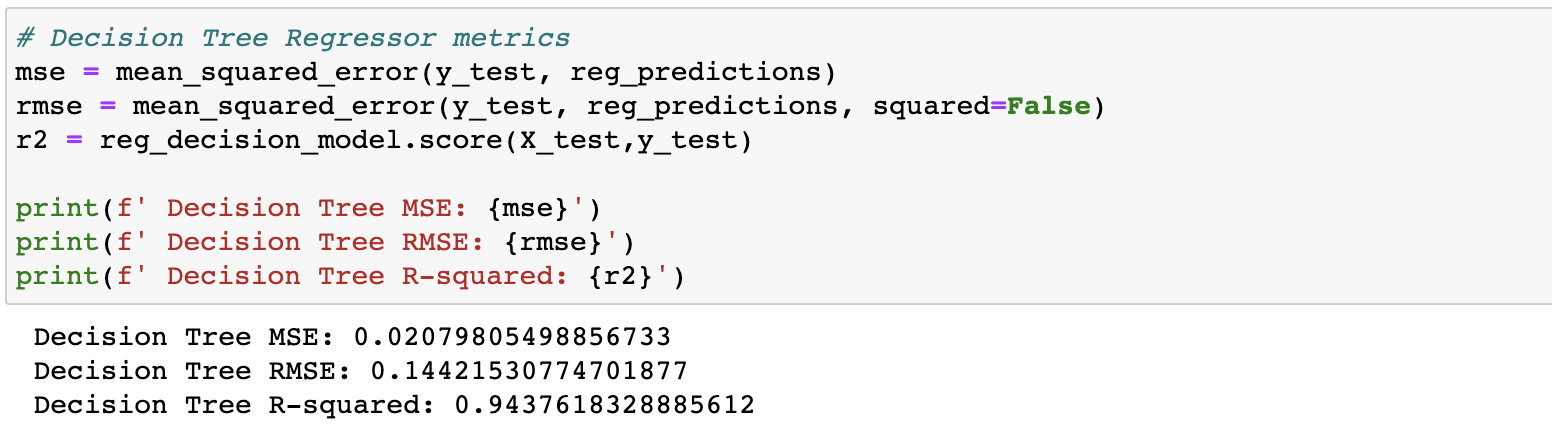 # Decision Tree Regressor metrics
mse = mean_squared_error(y_test, reg_predictions)
rmse = mean_squared_error(y_test, reg_predictions, squared=False)
r2 = reg_decision_model.score(X_test,y_test)
print(f' Decision Tree MSE: {mse}')
print(f' Decision Tree RMSE: {rmse}')
print(f' Decision Tree R-squared: {r2}')
Decision Tree MSE: 0.02079805498856733
Decision Tree RMSE: 0.14421530774701877
Decision Tree R-squared: 0.9437618328885612